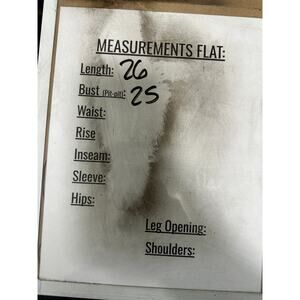 MEASUREMENTS FLAT:
Length: 26
Bust (Pit-pit): 25
Waist:
Rise
Inseam:
Sleeve:
Hips:
Leg Opening:
Shoulders: